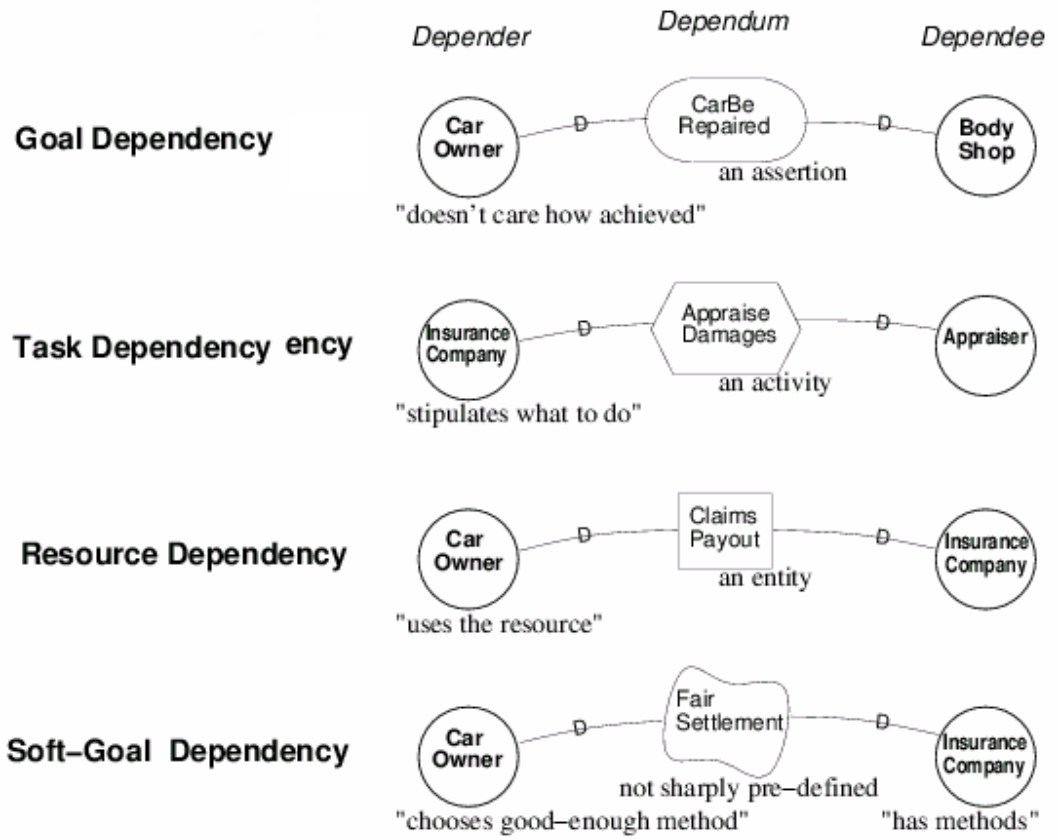 Depender Dependum Dependee
Goal Dependency
Car
Owner
D
CarBe
Repaired
D
Body
Shop
an assertion
"doesn't care how achieved"
Task Dependency ency
Insurance
Company
D
Appraise
Damages
D
Appraiser
an activity
"stipulates what to do"
Resource Dependency
Car
Owner
D
Claims
Payout
D
Insurance
Company
an entity
"uses the resource"
Soft-Goal Dependency
Car
Owner
D
Fair
Settlement
D
Insurance
Company
not sharply pre-defined
"chooses good-enough method" "has methods"